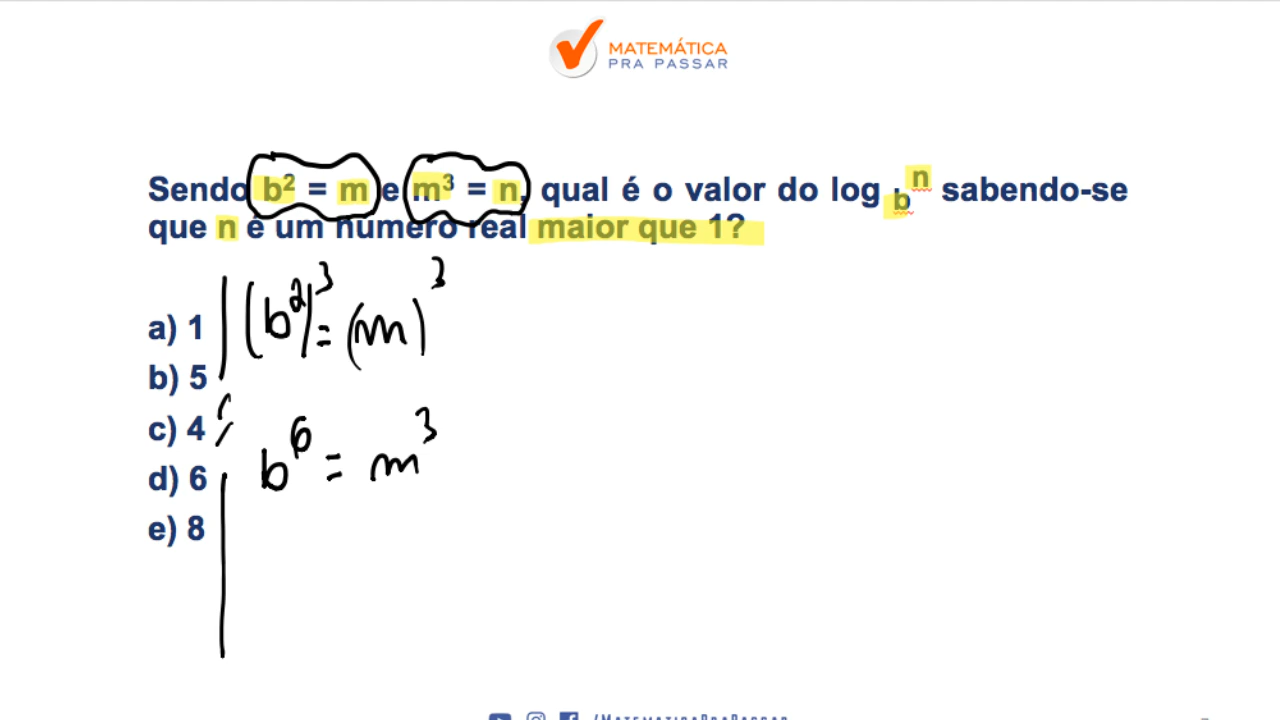 MATEMÁTICA
PRA PASSAR
Sendo b² = m e m³ = n, qual é o valor do log b n sabendo-se
que n é um número real maior que 1?
a) 1
b) 5
c) 4
d) 6
e) 8
(b²)³ = (m)³
b⁶ = m³
/MATEMATICAPRAPASSAR